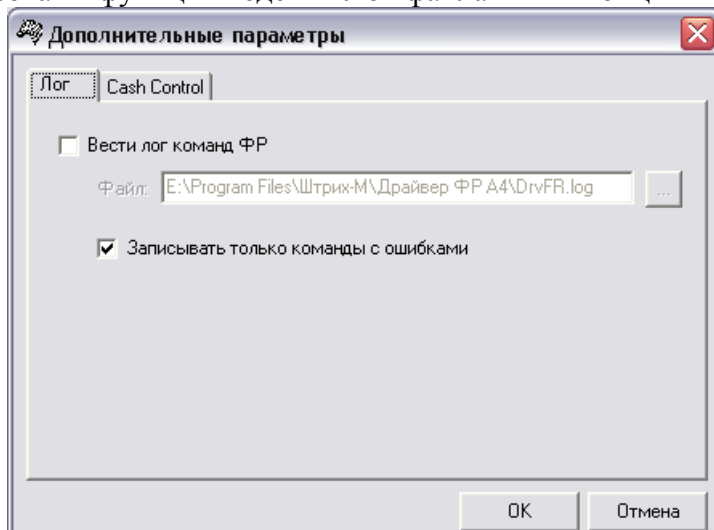 Дополнительные параметры
Лог Cash Control
Вести лог команд ФР
Файл: E:\Program Files\Штрих-М\Драйвер ФР А4\DrvFR.log ...
Записывать только команды с ошибками
OK Отмена